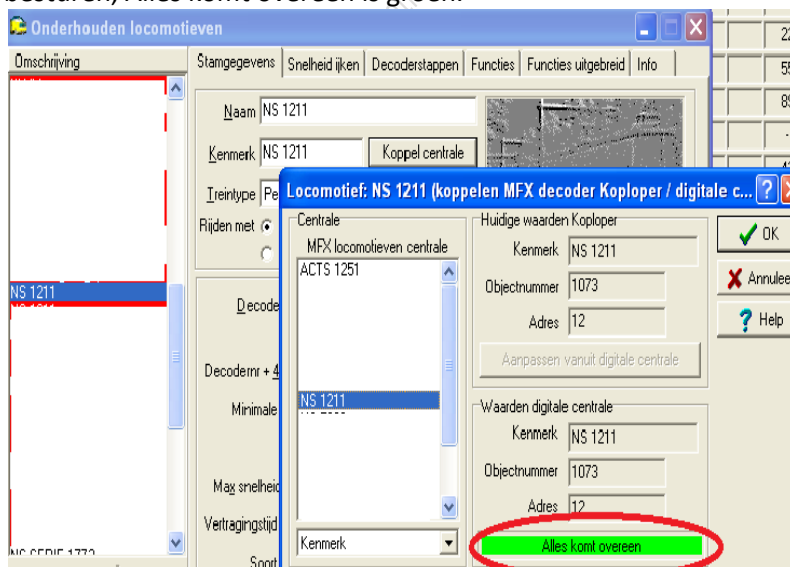 Onderhouden locomotieven
Omschrijving
NS 1211
Stamgegevens Snelheid ijken Decoderstappen Functies Functies uitgebreid Info
Naam NS 1211
Kenmerk NS 1211 Koppel centrale
Treintype Pe
Rijden met
Decode
Decodernr + 4
Minimale
Max snelheid
Vertragingstijd
Soort
Locomotief: NS 1211 (koppelen MFX decoder Koploper / digitale c...
Centrale
MFX locomotieven centrale
ACTS 1251
NS 1211
Kenmerk
Huidige waarden Koploper
Kenmerk NS 1211
Objectnummer 1073
Adres 12
Aanpassen vanuit digitale centrale
Waarden digitale centrale
Kenmerk NS 1211
Objectnummer 1073
Adres 12
Alles komt overeen
OK
Annulee
Help
22
55
89